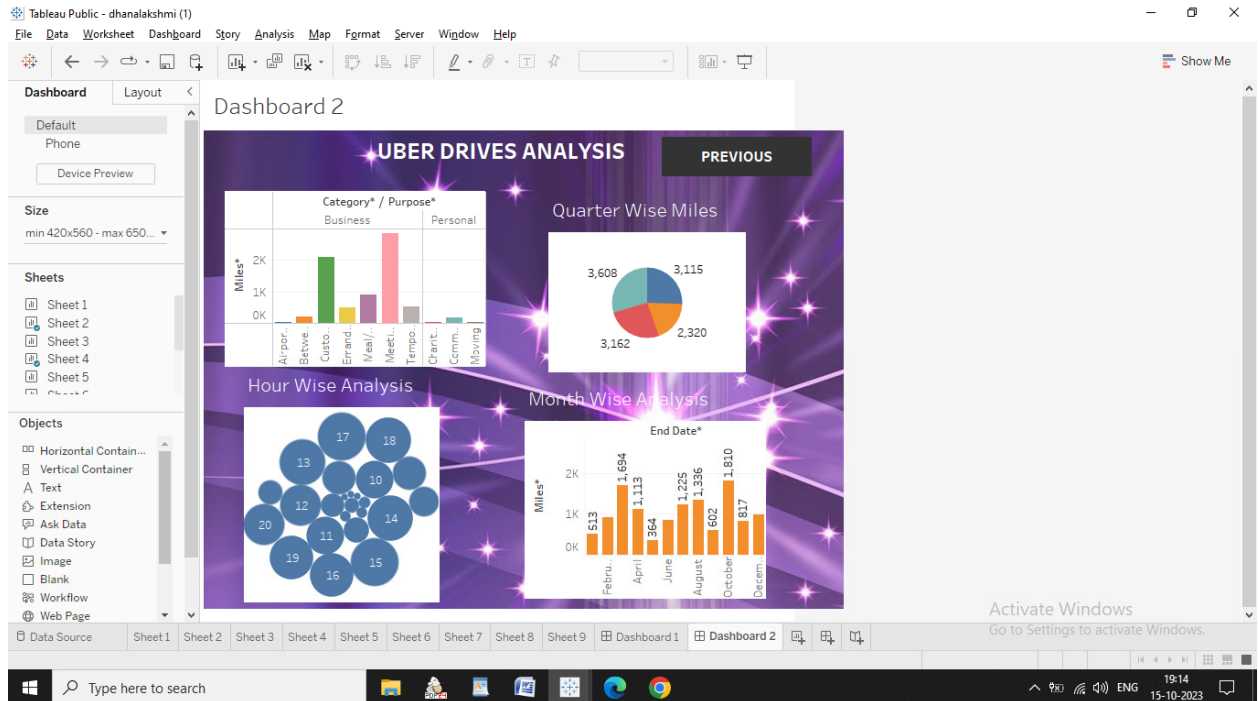 Tableau Public - dhanalakshmi (1)
File Data Worksheet Dashboard Story Analysis Map Format Server Window Help
Show Me
Dashboard Layout
Default
Phone
Device Preview
Size
min 420x560 - max 650...
Sheets
Sheet 1
Sheet 2
Sheet 3
Sheet 4
Sheet 5
Objects
Horizontal Contain...
Vertical Container
A Text
Extension
Ask Data
Data Story
Image
Blank
Workflow
Web Page
Dashboard 2
UBER DRIVES ANALYSIS
PREVIOUS
Category* / Purpose*
Business Personal
Miles*
2K
1K
0K
Airpor..
Betwe..
Custo..
Errand..
Meal/..
Meeti..
Tempo..
Charit..
Comm..
Moving
Quarter Wise Miles
3,608 3,115
3,162 2,320
Hour Wise Analysis
17 18
13 10
12 14
20 11
19 15
16
Month Wise Analysis
End Date*
Miles*
2K
1K
0K
513
1,694
1,113
364
1,225
1,336
602
1,810
817
Febru..
April
June
August
October
Decem..
Activate Windows
Go to Settings to activate Windows.
Data Source Sheet 1 Sheet 2 Sheet 3 Sheet 4 Sheet 5 Sheet 6 Sheet 7 Sheet 8 Sheet 9 Dashboard 1 Dashboard 2
Type here to search
ENG
19:14
15-10-2023